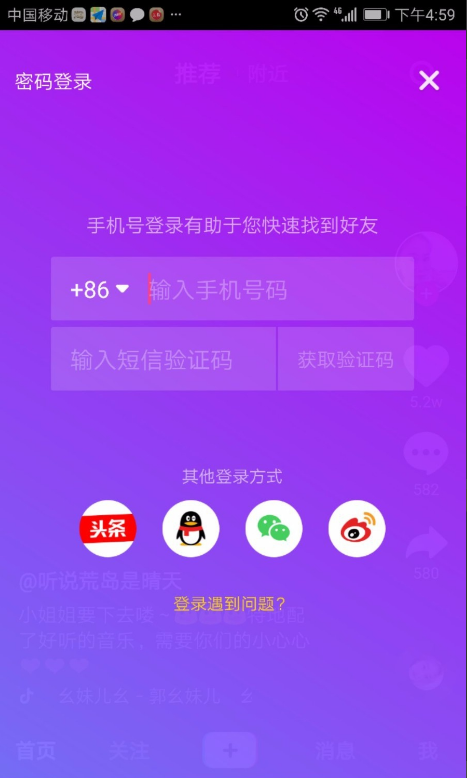 中国移动 ··· 4G 下午4:59
推荐 附近
密码登录
手机号登录有助于您快速找到好友
+86 输入手机号码
输入短信验证码 获取验证码
5.2w
其他登录方式
582
头条
580
@听说荒岛是晴天
登录遇到问题?
小姐姐要下去喽~
了好听的音乐，需要你们的小心心
幺妹儿幺 - 郭幺妹儿 幺
首页 关注 + 消息 我